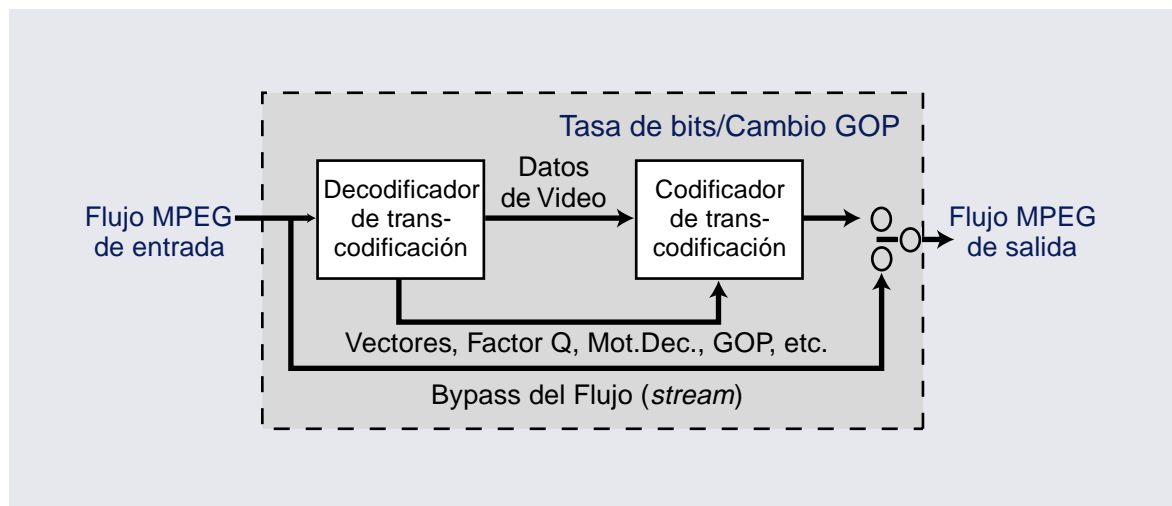 Tasa de bits/Cambio GOP
Flujo MPEG
de entrada
Decodificador
de trans-
codificación
Datos
de Video
Codificador
de trans-
codificación
Flujo MPEG
de salida
Vectores, Factor Q, Mot.Dec., GOP, etc.
Bypass del Flujo (stream)